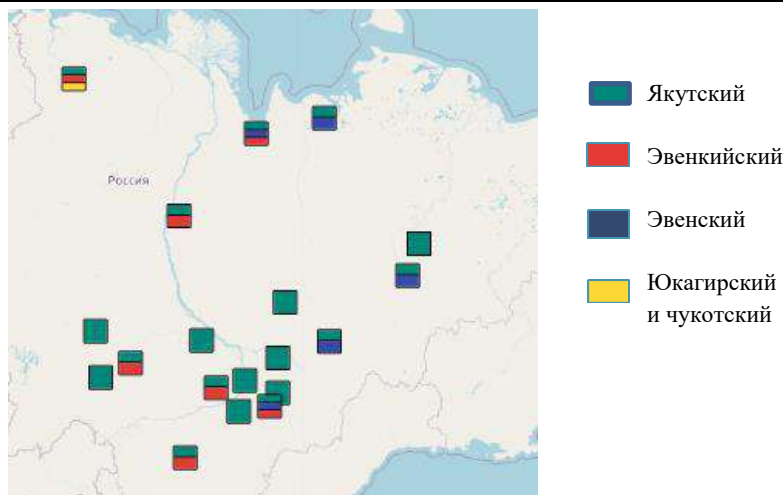 Россия
Якутский
Эвенкийский
Эвенский
Юкагирский
и чукотский